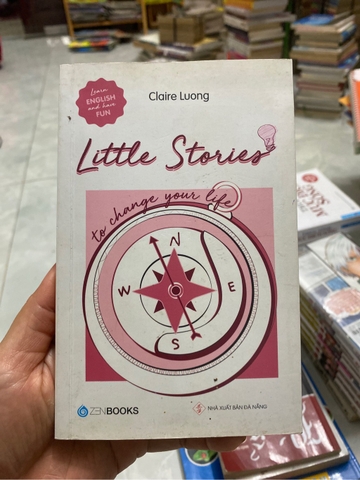 Learn
ENGLISH
and have
FUN
Claire Luong
Little Stories
to change your life
N
W
E
S
ZENBOOKS
NHÀ XUẤT BẢN ĐÀ NẴNG